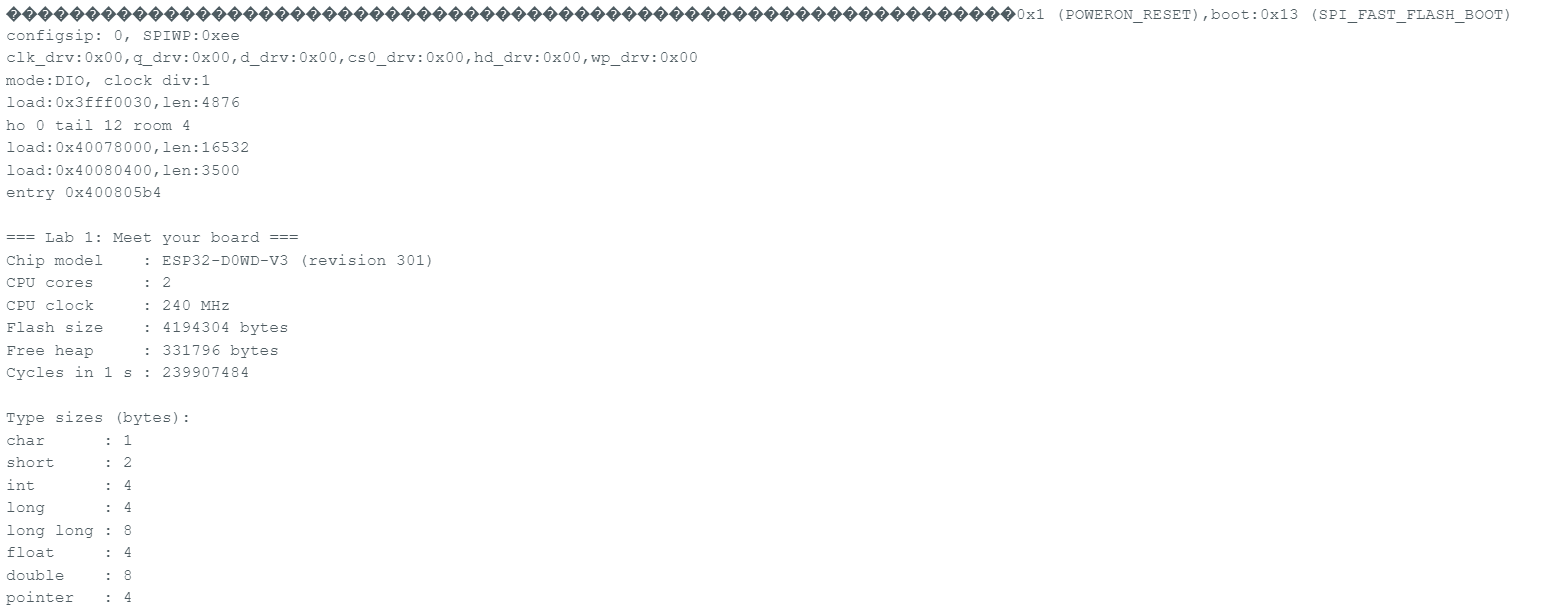 0x1 (POWERON_RESET),boot:0x13 (SPI_FAST_FLASH_BOOT)
configsip: 0, SPIWP:0xee
clk_drv:0x00,q_drv:0x00,d_drv:0x00,cs0_drv:0x00,hd_drv:0x00,wp_drv:0x00
mode:DIO, clock div:1
load:0x3fff0030,len:4876
ho 0 tail 12 room 4
load:0x40078000,len:16532
load:0x40080400,len:3500
entry 0x400805b4
=== Lab 1: Meet your board ===
Chip model    : ESP32-D0WD-V3 (revision 301)
CPU cores     : 2
CPU clock     : 240 MHz
Flash size    : 4194304 bytes
Free heap     : 331796 bytes
Cycles in 1 s : 239907484
Type sizes (bytes):
char      : 1
short     : 2
int       : 4
long      : 4
long long : 8
float     : 4
double    : 8
pointer   : 4